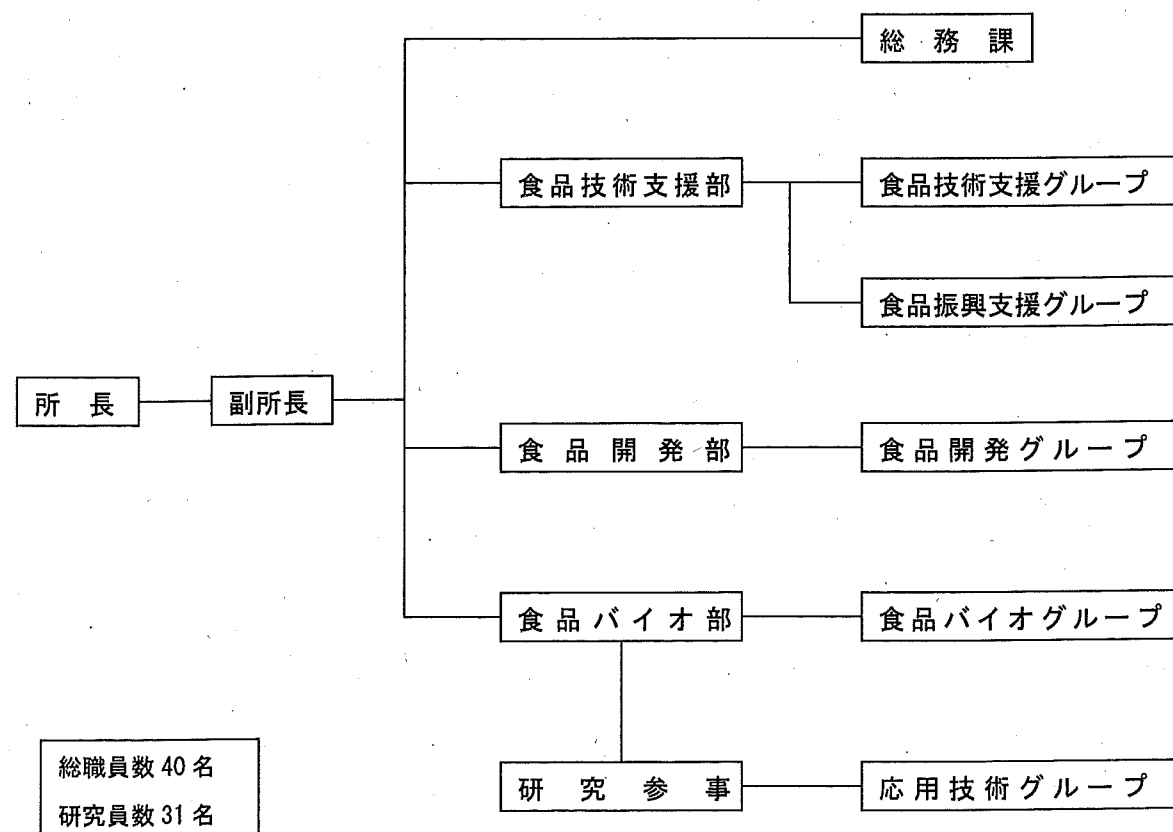 総務課
食品技術支援部
食品技術支援グループ
食品振興支援グループ
所長
副所長
食品開発部
食品開発グループ
食品バイオ部
食品バイオグループ
研究参事
応用技術グループ
総職員数40名
研究員数31名